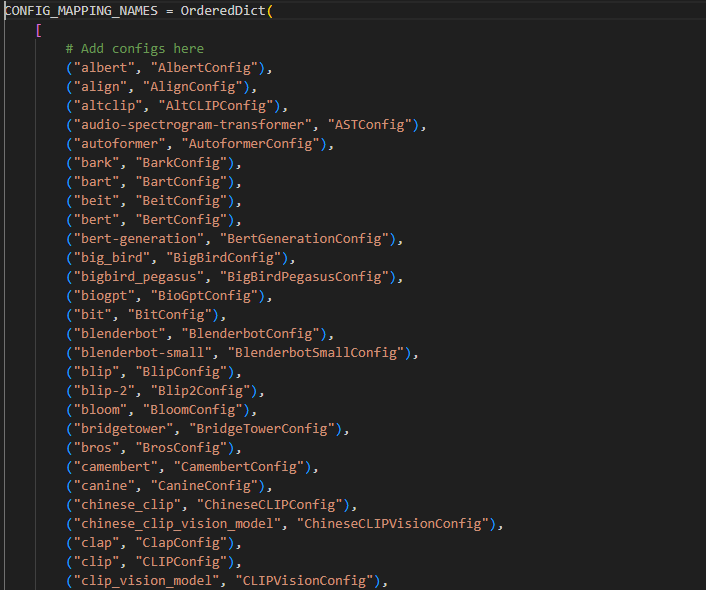 CONFIG_MAPPING_NAMES = OrderedDict(
[
# Add configs here
("albert", "AlbertConfig"),
("align", "AlignConfig"),
("altclip", "AltCLIPConfig"),
("audio-spectrogram-transformer", "ASTConfig"),
("autoformer", "AutoformerConfig"),
("bark", "BarkConfig"),
("bart", "BartConfig"),
("beit", "BeitConfig"),
("bert", "BertConfig"),
("bert-generation", "BertGenerationConfig"),
("big_bird", "BigBirdConfig"),
("bigbird_pegasus", "BigBirdPegasusConfig"),
("biogpt", "BioGptConfig"),
("bit", "BitConfig"),
("blenderbot", "BlenderbotConfig"),
("blenderbot-small", "BlenderbotSmallConfig"),
("blip", "BlipConfig"),
("blip-2", "Blip2Config"),
("bloom", "BloomConfig"),
("bridgetower", "BridgeTowerConfig"),
("bros", "BrosConfig"),
("camembert", "CamembertConfig"),
("canine", "CanineConfig"),
("chinese_clip", "ChineseCLIPConfig"),
("chinese_clip_vision_model", "ChineseCLIPVisionConfig"),
("clap", "ClapConfig"),
("clip", "CLIPConfig"),
("clip_vision_model", "CLIPVisionConfig"),